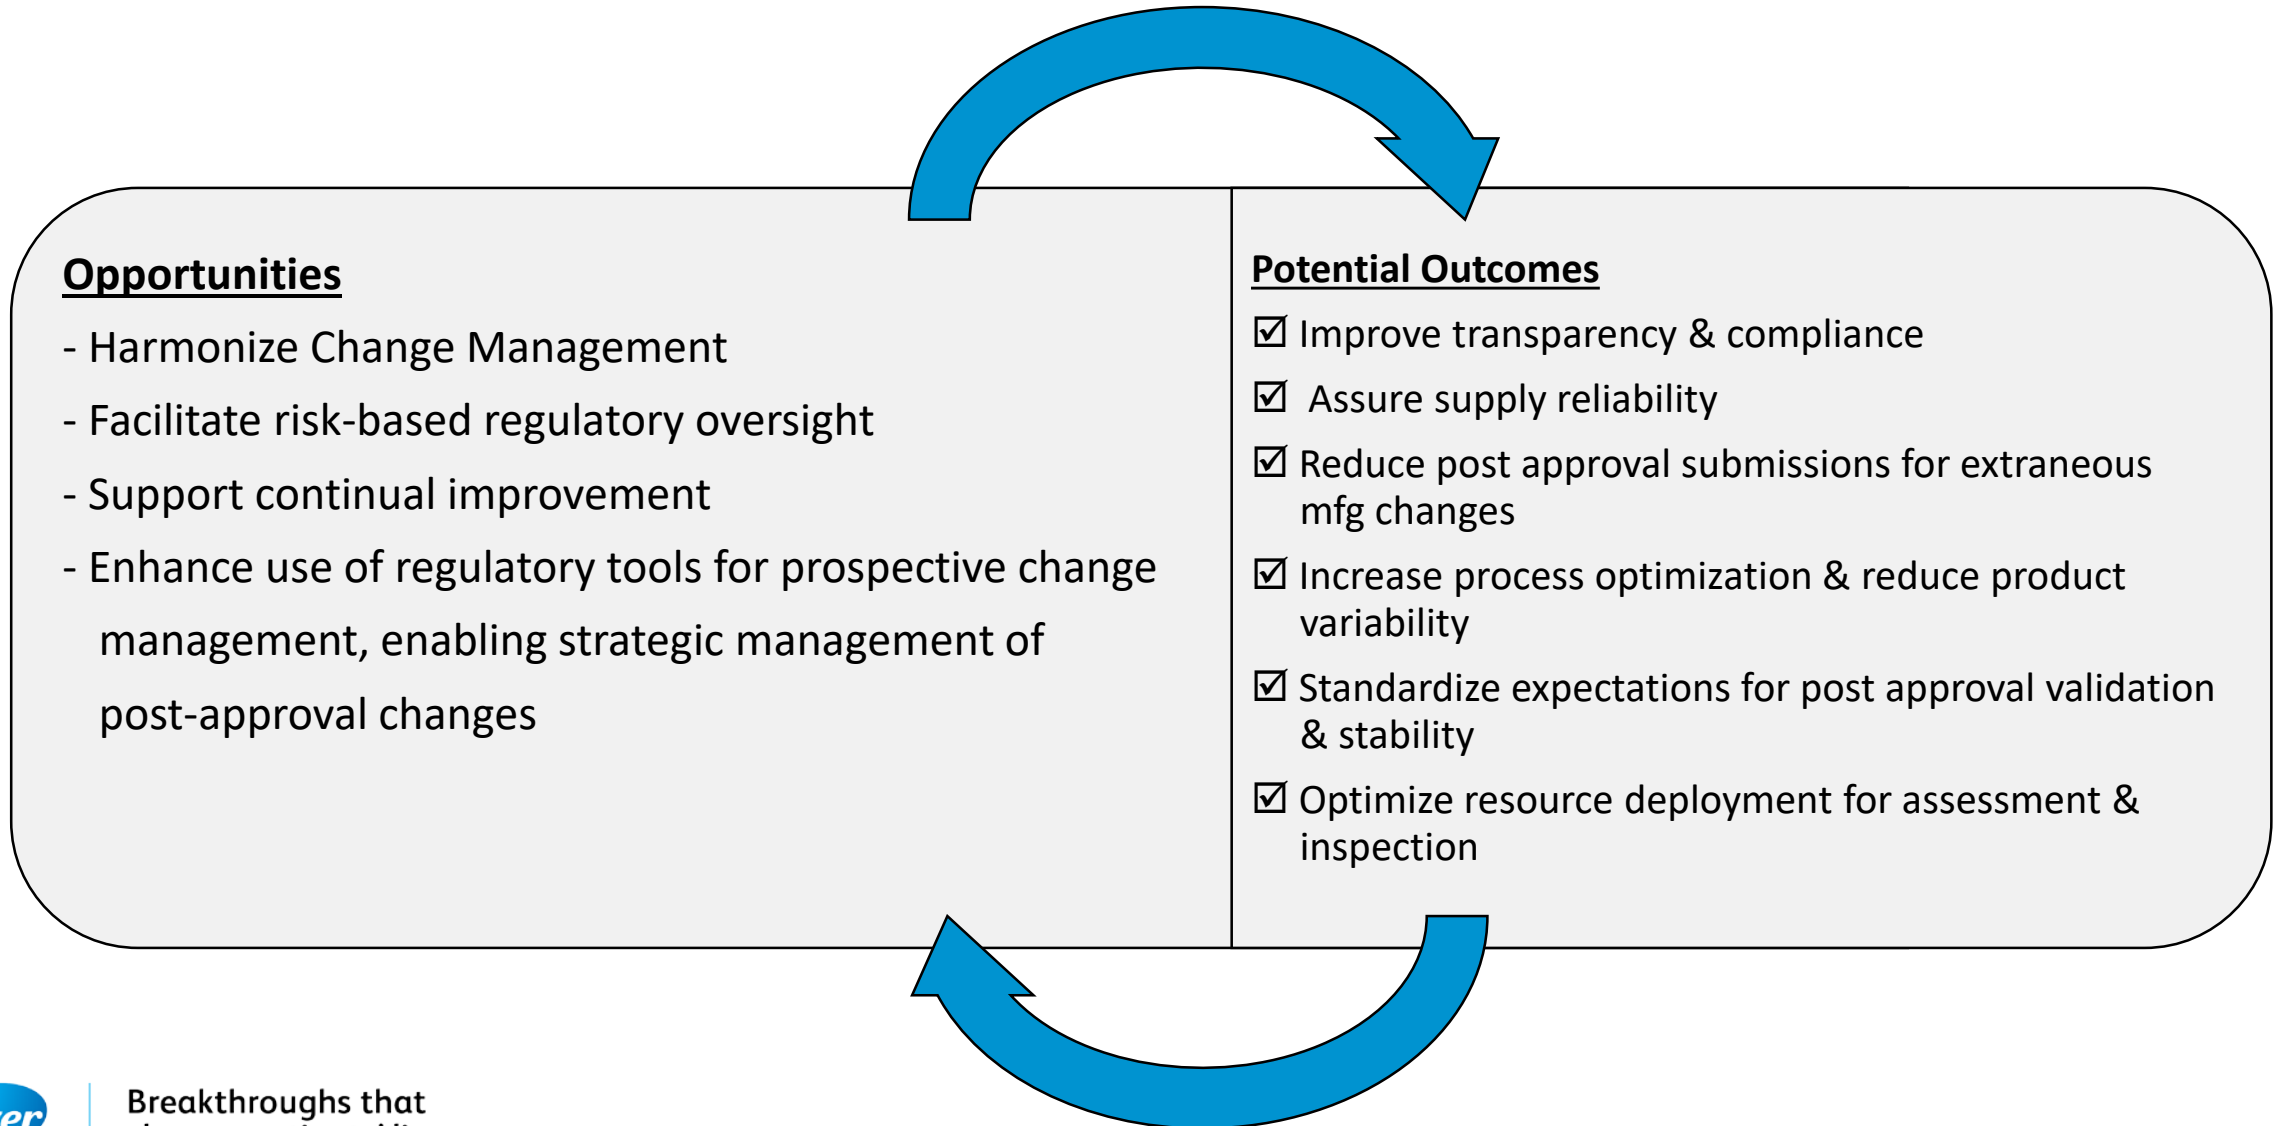 Opportunities
- Harmonize Change Management
- Facilitate risk-based regulatory oversight
- Support continual improvement
- Enhance use of regulatory tools for prospective change
management, enabling strategic management of
post-approval changes
Potential Outcomes
☑ Improve transparency & compliance
☑ Assure supply reliability
☑ Reduce post approval submissions for extraneous
mfg changes
☑ Increase process optimization & reduce product
variability
☑ Standardize expectations for post approval validation
& stability
☑ Optimize resource deployment for assessment &
inspection
Breakthroughs that